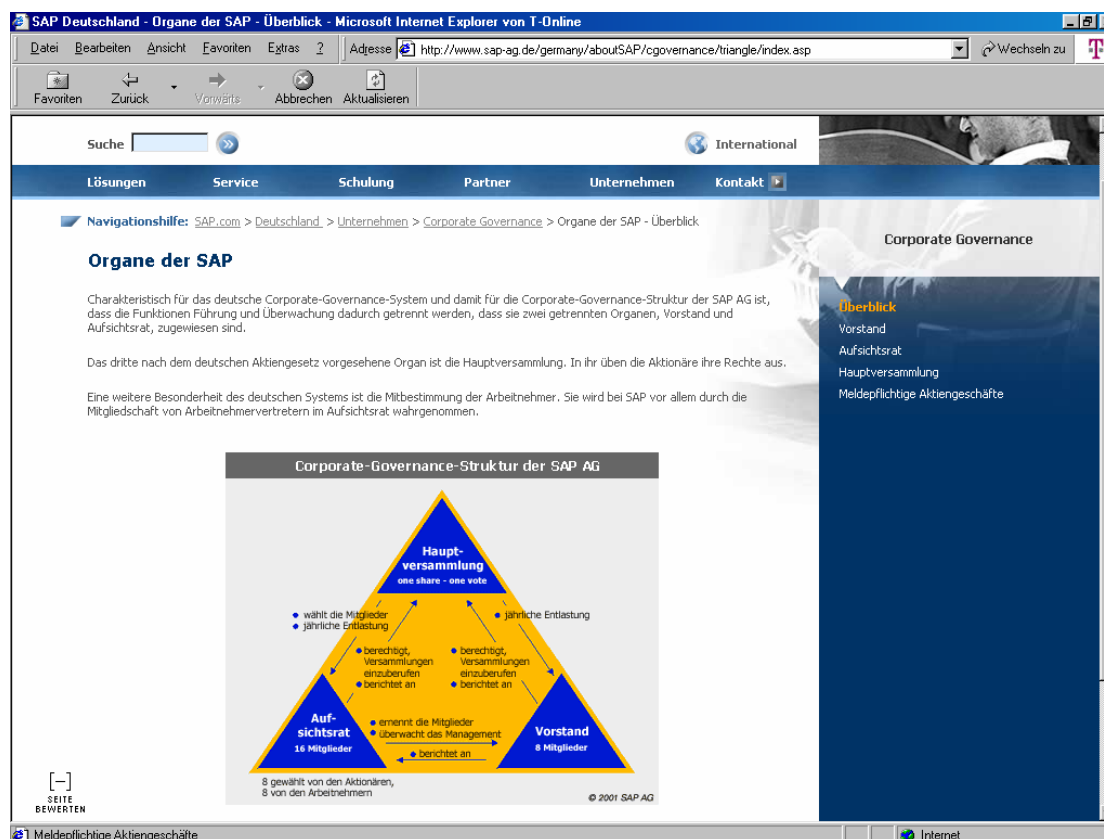 SAP Deutschland - Organe der SAP - Überblick - Microsoft Internet Explorer von T-Online
Datei Bearbeiten Ansicht Favoriten Extras ? Adresse http://www.sap-ag.de/germany/aboutSAP/cgovernance/triangle/index.asp Wechseln zu T
Favoriten Zurück Vorwärts Abbrechen Aktualisieren
Suche International
Lösungen Service Schulung Partner Unternehmen Kontakt
Navigationshilfe: SAP.com > Deutschland > Unternehmen > Corporate Governance > Organe der SAP - Überblick
Organe der SAP
Charakteristisch für das deutsche Corporate-Governance-System und damit für die Corporate-Governance-Struktur der SAP AG ist,
dass die Funktionen Führung und Überwachung dadurch getrennt werden, dass sie zwei getrennten Organen, Vorstand und
Aufsichtsrat, zugewiesen sind.
Das dritte nach dem deutschen Aktiengesetz vorgesehene Organ ist die Hauptversammlung. In ihr üben die Aktionäre ihre Rechte aus.
Eine weitere Besonderheit des deutschen Systems ist die Mitbestimmung der Arbeitnehmer. Sie wird bei SAP vor allem durch die
Mitgliedschaft von Arbeitnehmervertretern im Aufsichtsrat wahrgenommen.
Corporate Governance
Überblick
Vorstand
Aufsichtsrat
Hauptversammlung
Meldepflichtige Aktiengeschäfte
Corporate-Governance-Struktur der SAP AG
Haupt-
versammlung
one share - one vote
wählt die Mitglieder
jährliche Entlastung
jährliche Entlastung
berechtigt,
Versammlungen
einzuberufen
berichtet an
berechtigt,
Versammlungen
einzuberufen
berichtet an
Auf-
sichtsrat
16 Mitglieder
ernennt die Mitglieder
überwacht das Management
berichtet an
Vorstand
8 Mitglieder
8 gewählt von den Aktionären,
8 von den Arbeitnehmern
© 2001 SAP AG
[−]
SEITE
BEWERTEN
Meldepflichtige Aktiengeschäfte Internet